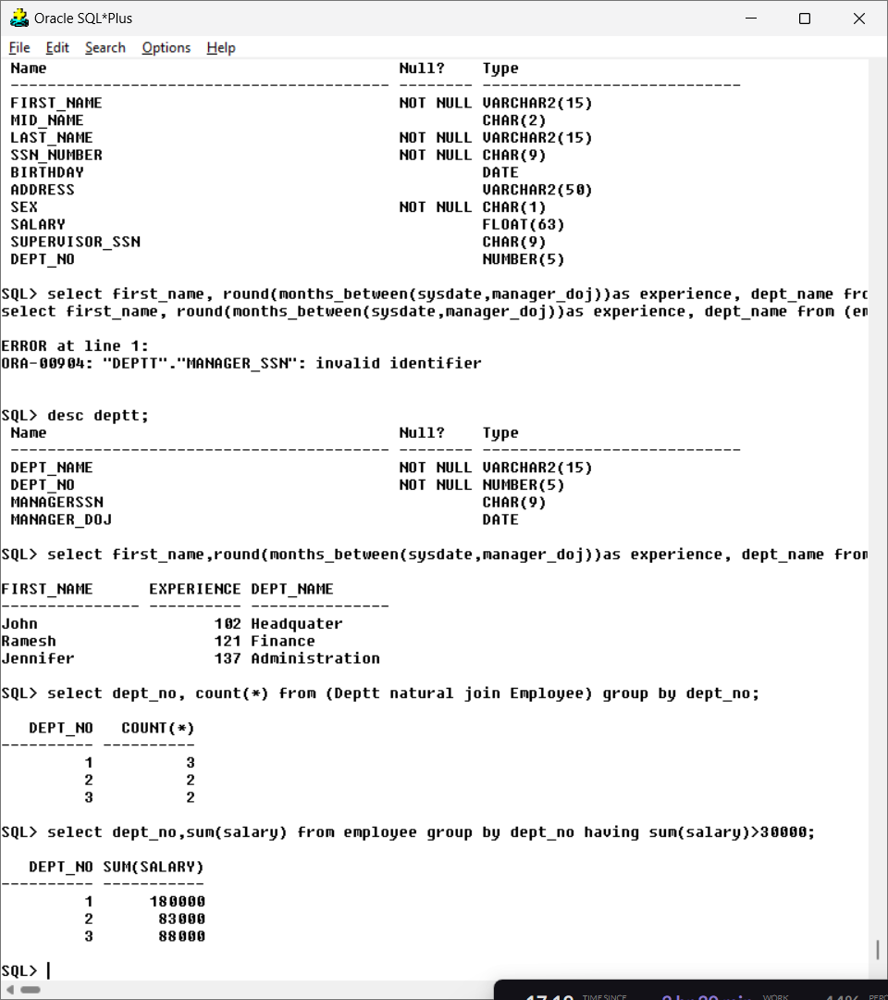 Oracle SQL*Plus
File Edit Search Options Help
Name Null? Type
----------------------------------------- -------- ----------------------------
FIRST_NAME NOT NULL VARCHAR2(15)
MID_NAME CHAR(2)
LAST_NAME NOT NULL VARCHAR2(15)
SSN_NUMBER NOT NULL CHAR(9)
BIRTHDAY DATE
ADDRESS VARCHAR2(50)
SEX NOT NULL CHAR(1)
SALARY FLOAT(63)
SUPERVISOR_SSN CHAR(9)
DEPT_NO NUMBER(5)
SQL> select first_name, round(months_between(sysdate,manager_doj))as experience, dept_name fro
select first_name, round(months_between(sysdate,manager_doj))as experience, dept_name from (em
ERROR at line 1:
ORA-00904: "DEPTT"."MANAGER_SSN": invalid identifier
SQL> desc deptt;
Name Null? Type
----------------------------------------- -------- ----------------------------
DEPT_NAME NOT NULL VARCHAR2(15)
DEPT_NO NOT NULL NUMBER(5)
MANAGERSSN CHAR(9)
MANAGER_DOJ DATE
SQL> select first_name,round(months_between(sysdate,manager_doj))as experience, dept_name from
FIRST_NAME EXPERIENCE DEPT_NAME
--------------- ---------- ---------------
John 102 Headquater
Ramesh 121 Finance
Jennifer 137 Administration
SQL> select dept_no, count(*) from (Deptt natural join Employee) group by dept_no;
DEPT_NO COUNT(*)
---------- ----------
1 3
2 2
3 2
SQL> select dept_no,sum(salary) from employee group by dept_no having sum(salary)>30000;
DEPT_NO SUM(SALARY)
---------- -----------
1 180000
2 83000
3 88000
SQL>
TIME SINCE WORK